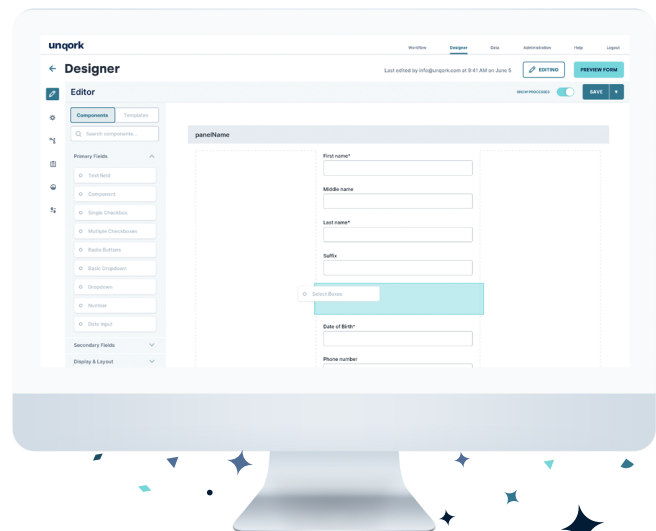 unqork
Workflow Designer Data Administration Help Logout
← Designer
Last edited by info@unqork.com at 9:41 AM on June 5
EDITING
PREVIEW FORM
Editor
SHOW PROCESSES
SAVE
Components Templates
Search components...
Primary Fields
Text field
Component
Single Checkbox
Multiple Checkboxes
Radio Buttons
Basic Dropdown
Dropdown
Number
Date Input
Secondary Fields
Display & Layout
panelName
First name*
Middle name
Last name*
Suffix
Select Boxes
Date of Birth*
Phone number